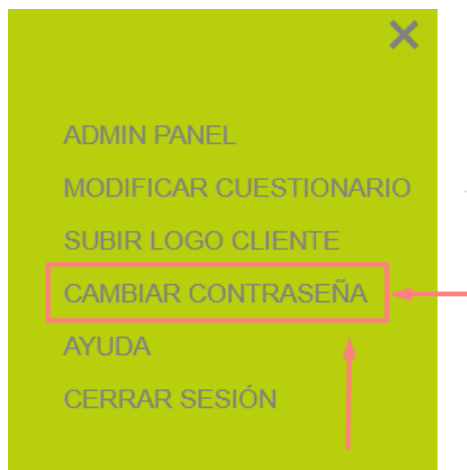 ADMIN PANEL
MODIFICAR CUESTIONARIO
SUBIR LOGO CLIENTE
CAMBIAR CONTRASEÑA
AYUDA
CERRAR SESIÓN